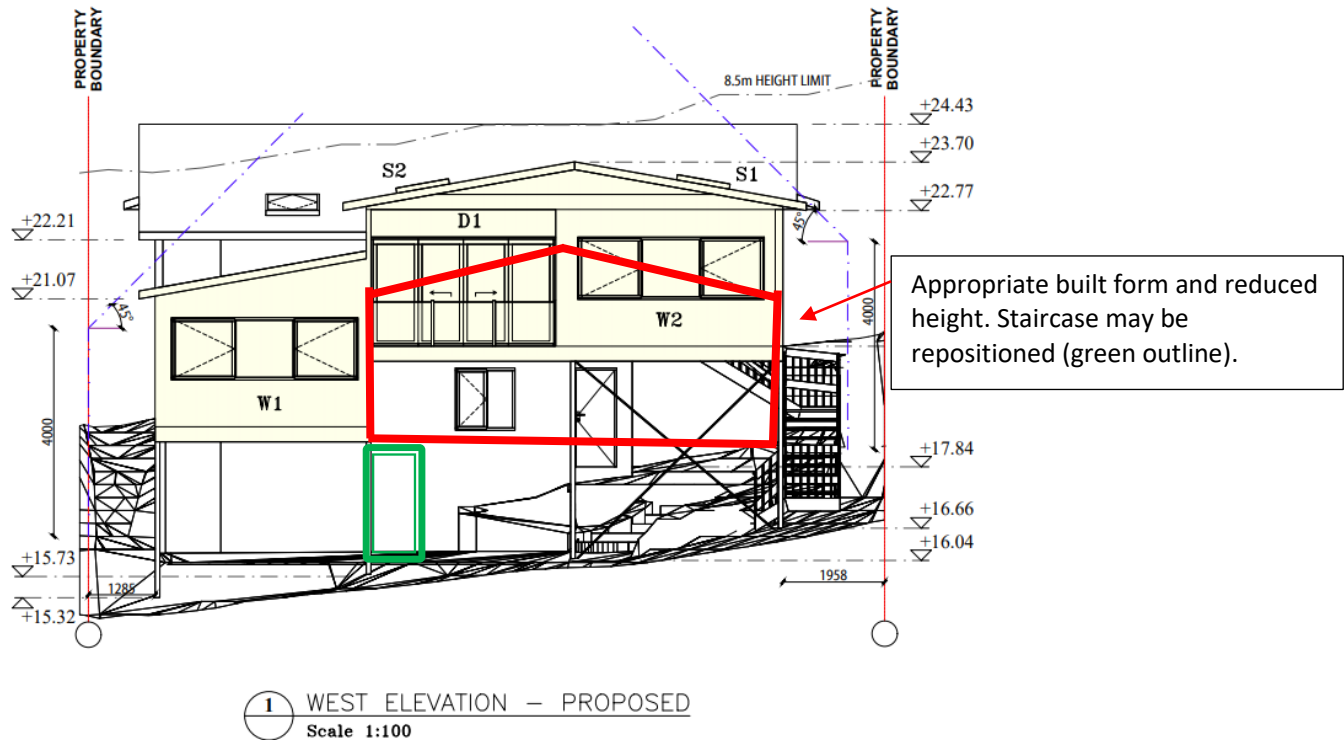 PROPERTY
BOUNDARY
PROPERTY
BOUNDARY
8.5m HEIGHT LIMIT
+24.43
+23.70
+22.77
S2
S1
D1
45°
+22.21
+21.07
45°
W2
4000
Appropriate built form and reduced
height. Staircase may be
repositioned (green outline).
W1
4000
+17.84
+16.66
+16.04
+15.73
1285
1958
+15.32
1 WEST ELEVATION – PROPOSED
Scale 1:100